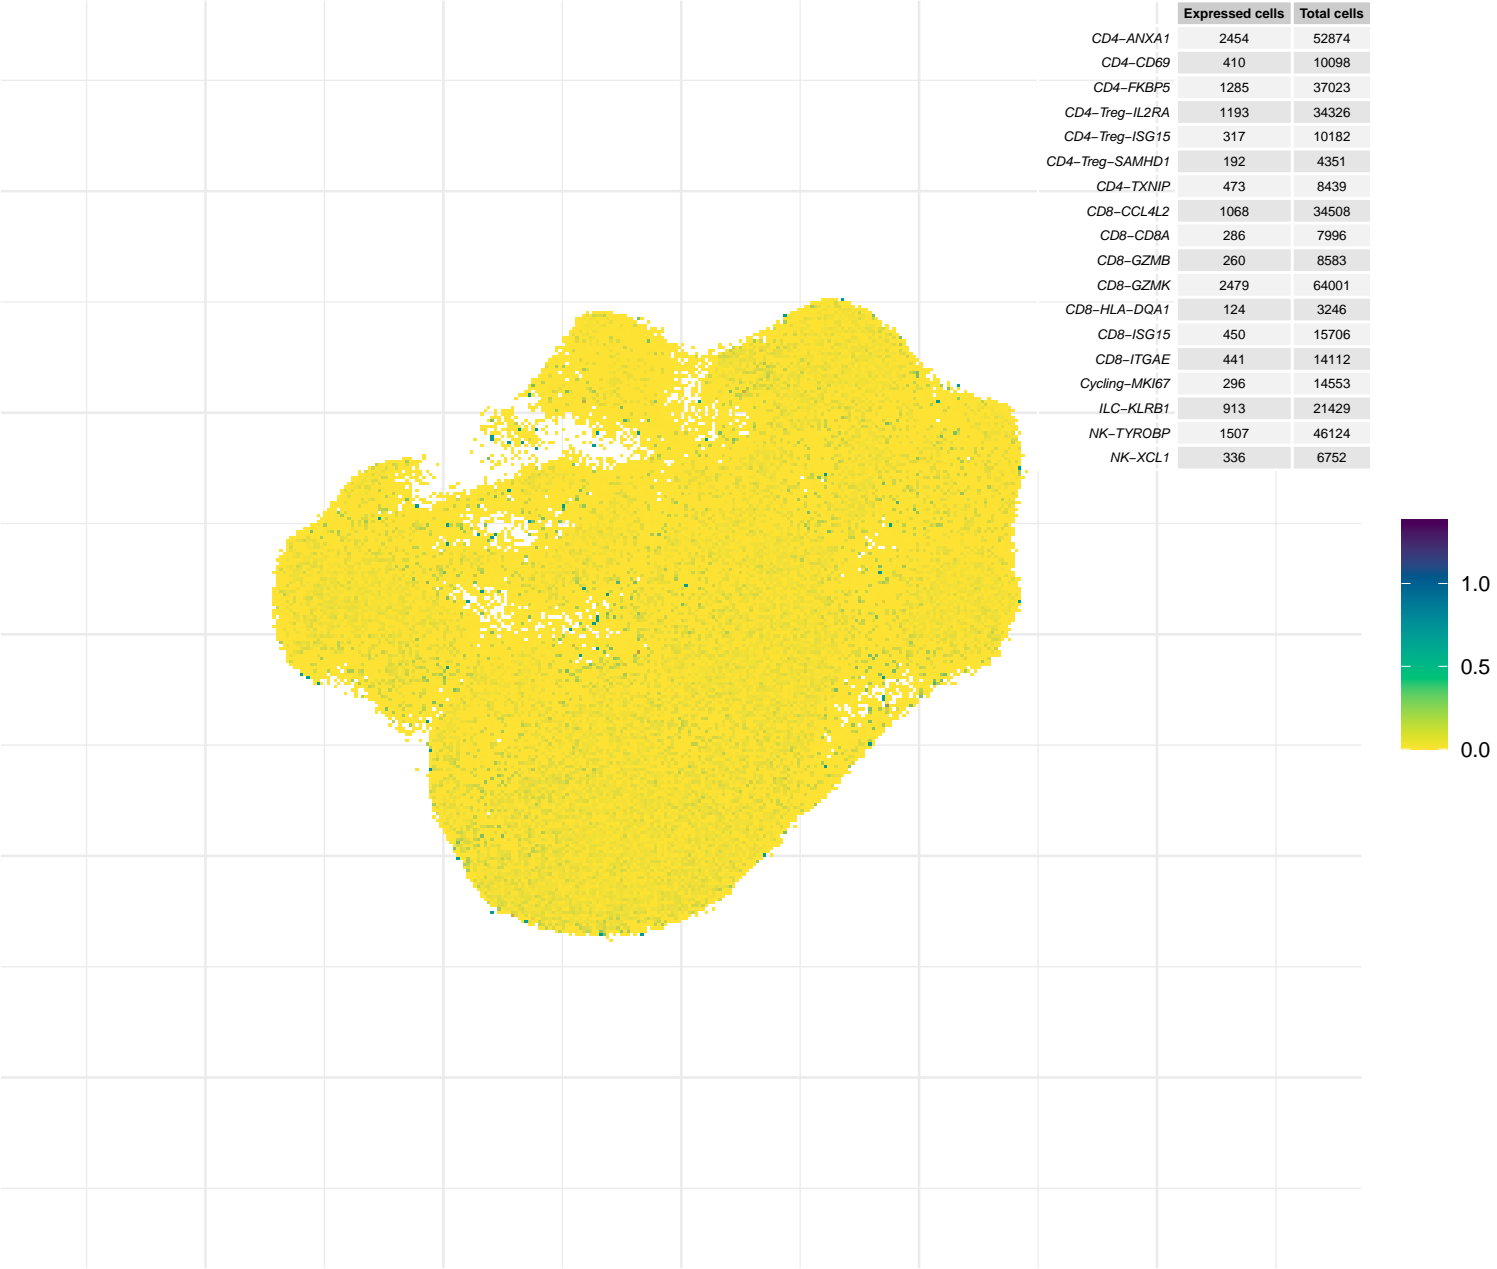 Expressed cells Total cells
CD4−ANXA1 2454 52874
CD4−CD69 410 10098
CD4−FKBP5 1285 37023
CD4−Treg−IL2RA 1193 34326
CD4−Treg−ISG15 317 10182
CD4−Treg−SAMHD1 192 4351
CD4−TXNIP 473 8439
CD8−CCL4L2 1068 34508
CD8−CD8A 286 7996
CD8−GZMB 260 8583
CD8−GZMK 2479 64001
CD8−HLA−DQA1 124 3246
CD8−ISG15 450 15706
CD8−ITGAE 441 14112
Cycling−MKI67 296 14553
ILC−KLRB1 913 21429
NK−TYROBP 1507 46124
NK−XCL1 336 6752
1.0
0.5
0.0